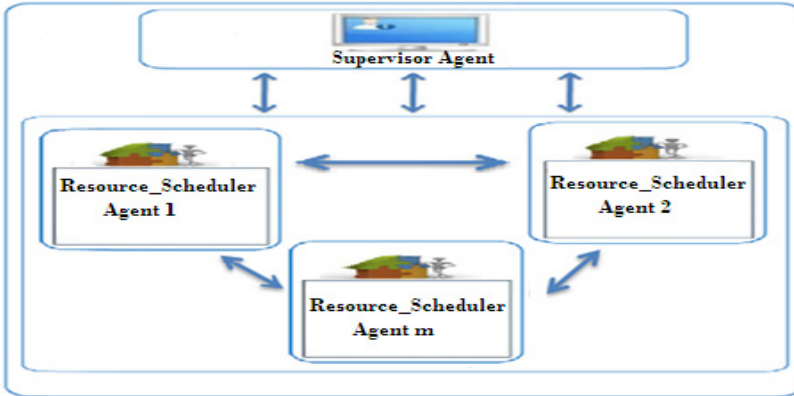 Supervisor Agent
Resource_Scheduler
Agent 1
Resource_Scheduler
Agent 2
Resource_Scheduler
Agent m